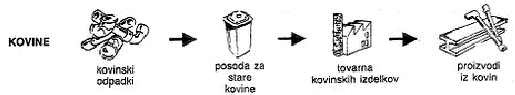 KOVINE
kovinski
odpadki
posoda za
stare
kovine
tovarna
kovinskih izdelkov
proizvodi
iz kovin